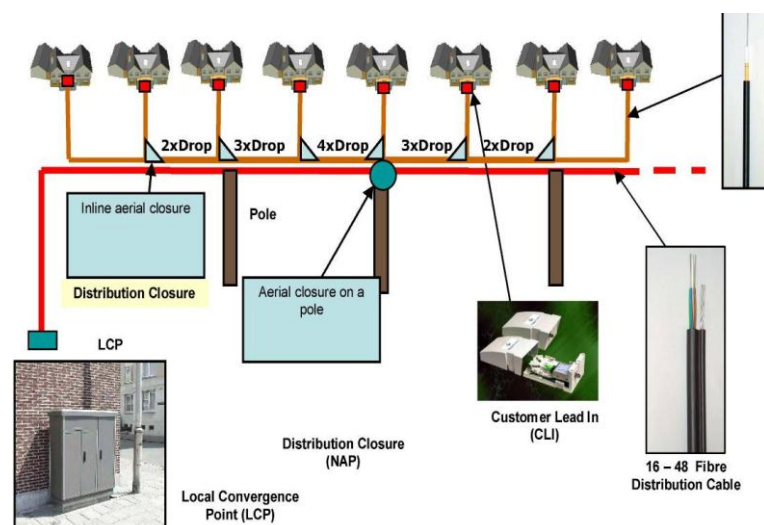 2xDrop
3xDrop
4xDrop
3xDrop
2xDrop
Inline aerial closure
Pole
Distribution Closure
Aerial closure on a
pole
LCP
Customer Lead In
(CLI)
Distribution Closure
(NAP)
16 – 48 Fibre
Distribution Cable
Local Convergence
Point (LCP)